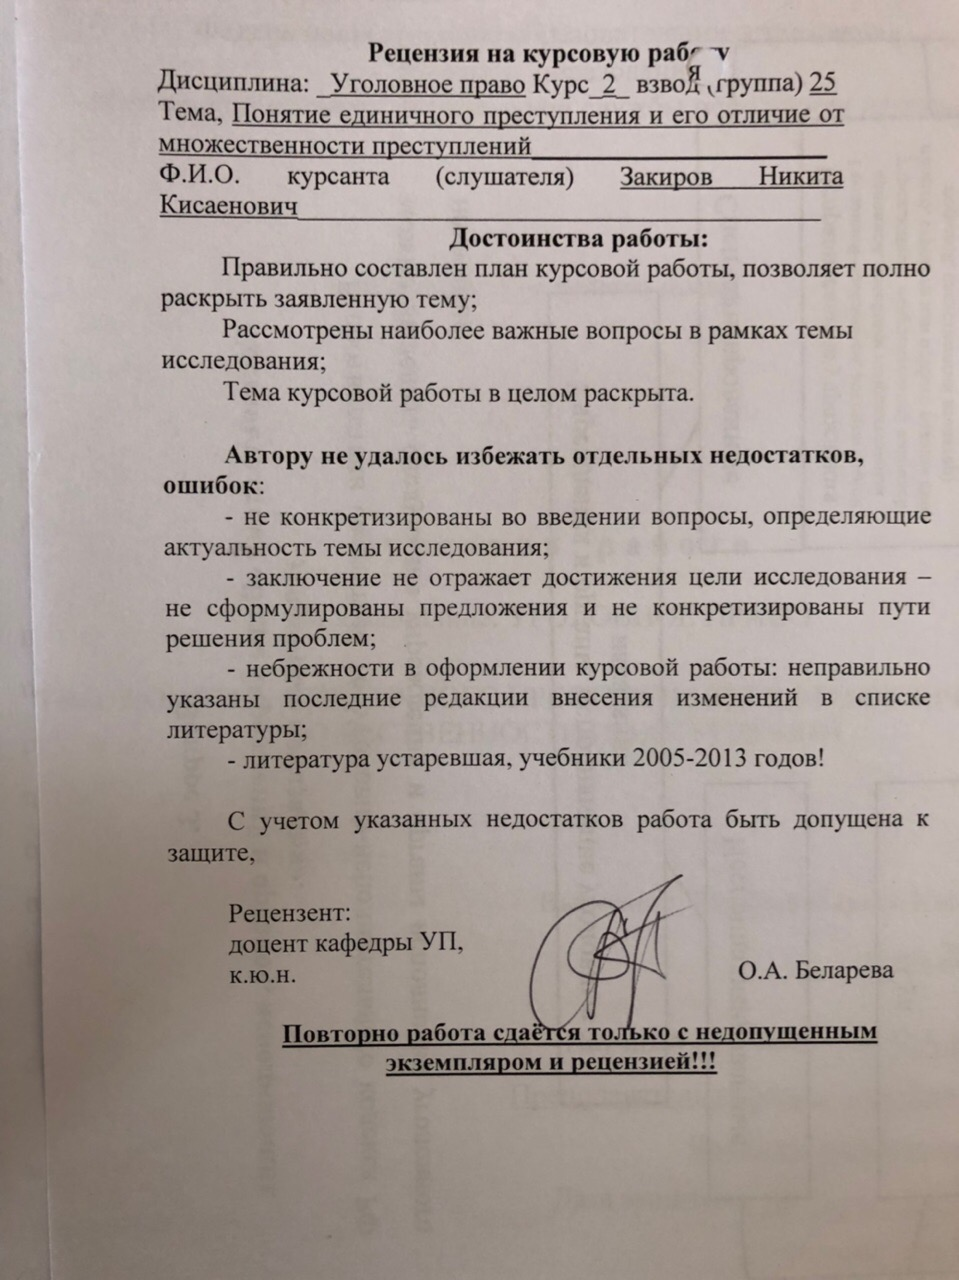 Рецензия на курсовую
Дисциплина: _Уголовное право Курс_2_ взвод (группа) 25
Тема, Понятие единичного преступления и его отличие от
множественности преступлений
Ф.И.О. курсанта (слушателя) Закиров Никита
Кисаенович
Достоинства работы:
Правильно составлен план курсовой работы, позволяет полно
раскрыть заявленную тему;
Рассмотрены наиболее важные вопросы в рамках темы
исследования;
Тема курсовой работы в целом раскрыта.
Автору не удалось избежать отдельных недостатков,
ошибок:
- не конкретизированы во введении вопросы, определяющие
актуальность темы исследования;
- заключение не отражает достижения цели исследования –
не сформулированы предложения и не конкретизированы пути
решения проблем;
- небрежности в оформлении курсовой работы: неправильно
указаны последние редакции внесения изменений в списке
литературы;
- литература устаревшая, учебники 2005-2013 годов!
С учетом указанных недостатков работа быть допущена к
защите,
Рецензент:
доцент кафедры УП,
к.ю.н. О.А. Беларева
Повторно работа сдаётся только с недопущенным
экземпляром и рецензией!!!